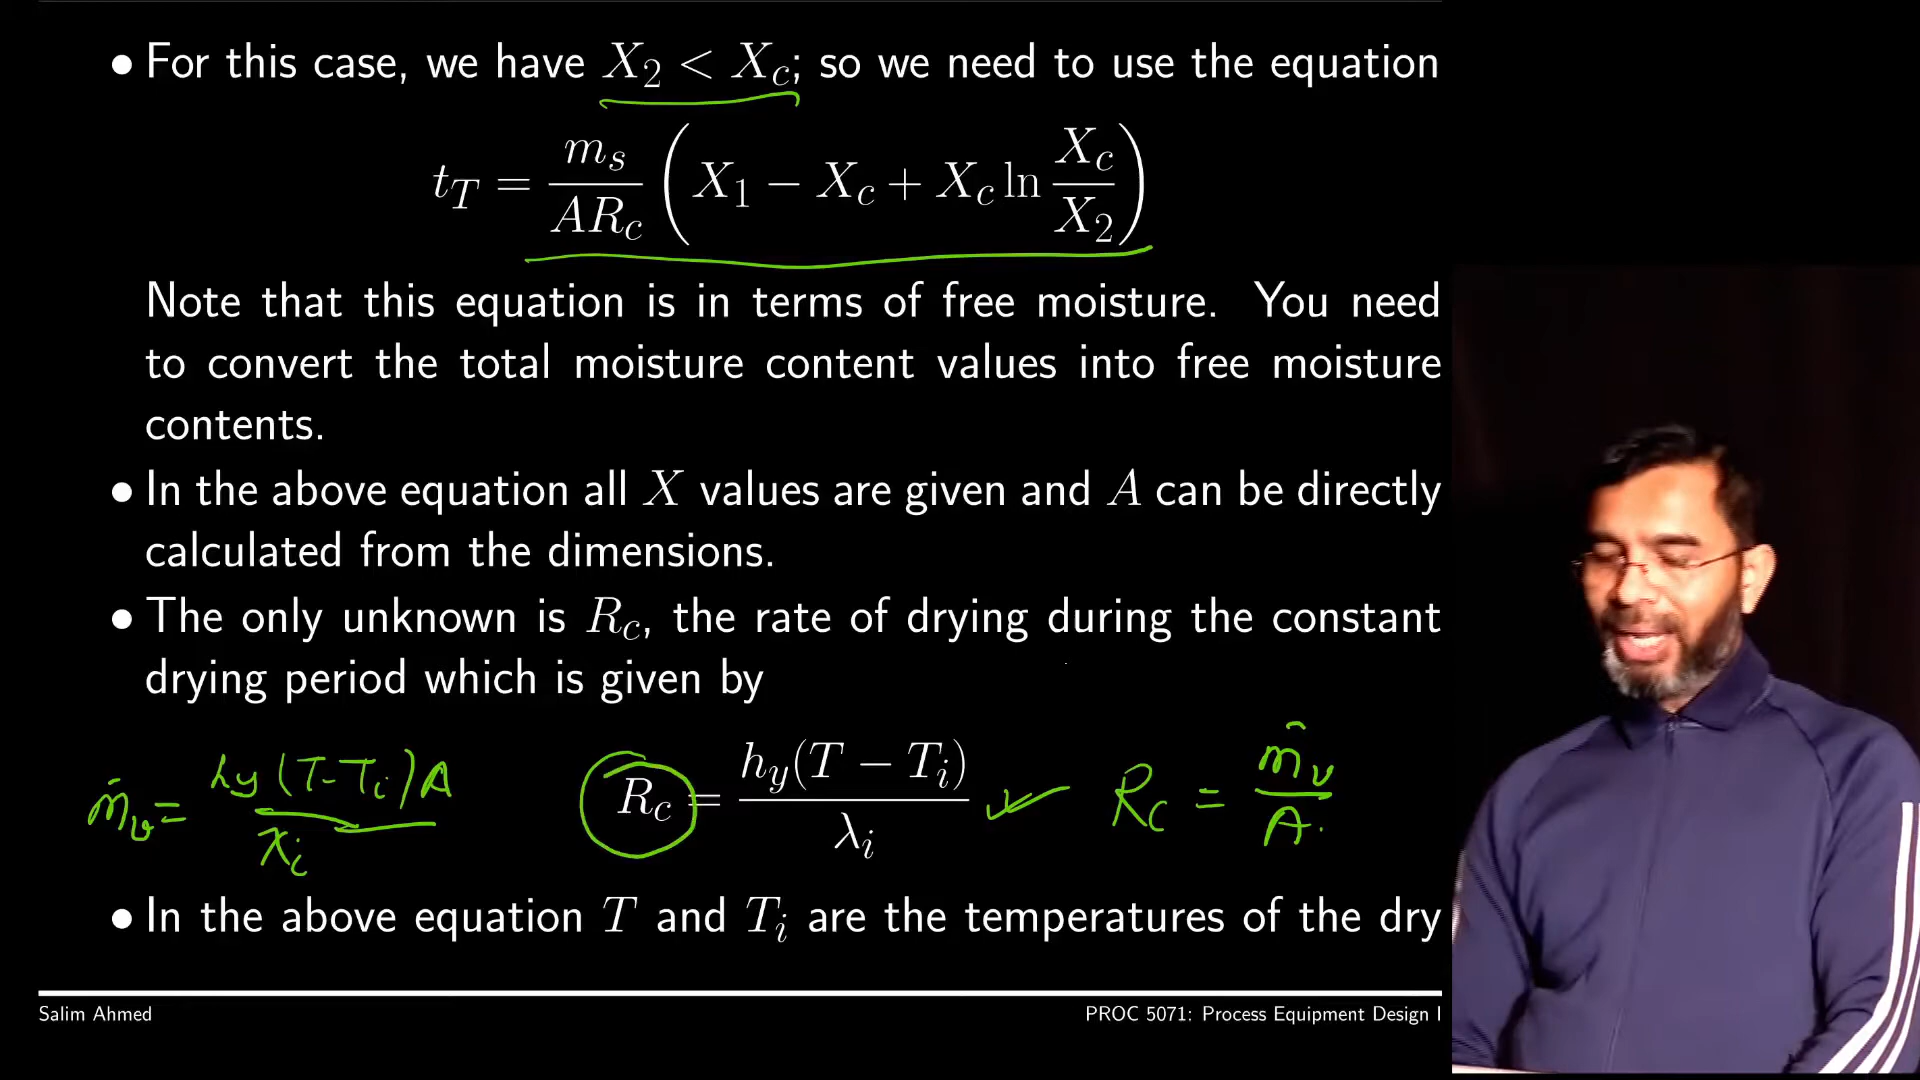 • For this case, we have X₂ < X_c; so we need to use the equation
t_T = m_s / (A R_c) (X₁ − X_c + X_c ln X_c / X₂)
Note that this equation is in terms of free moisture. You need
to convert the total moisture content values into free moisture
contents.
• In the above equation all X values are given and A can be directly
calculated from the dimensions.
• The only unknown is R_c, the rate of drying during the constant
drying period which is given by
ṁ_v = h_y (T-T_i) A / λ_i    R_c = h_y(T − T_i) / λ_i    R_c = ṁ_v / A
• In the above equation T and T_i are the temperatures of the dry
Salim Ahmed    PROC 5071: Process Equipment Design I